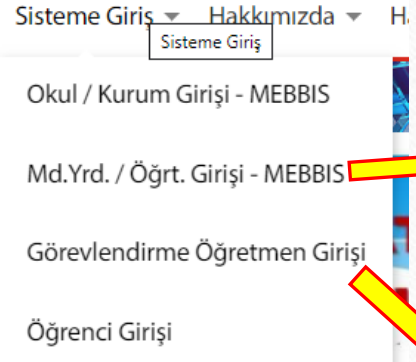 Sisteme Giriş Hakkımızda
Sisteme Giriş
Okul / Kurum Girişi - MEBBIS
Md.Yrd. / Öğrt. Girişi - MEBBIS
Görevlendirme Öğretmen Girişi
Öğrenci Girişi